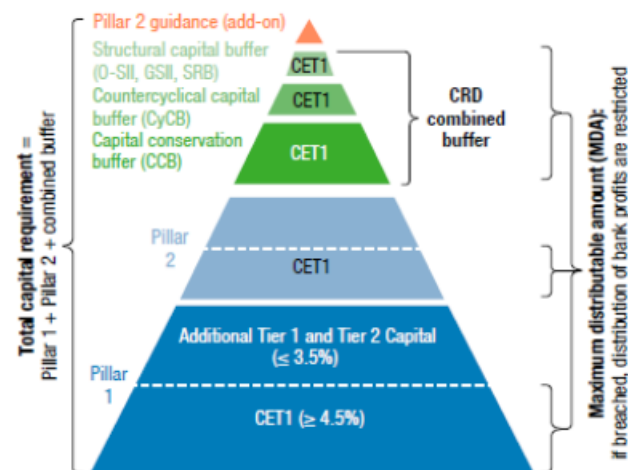 Pillar 2 guidance (add-on)
Structural capital buffer
(O-SII, GSII, SRB)
Countercyclical capital
buffer (CyCB)
Capital conservation
buffer (CCB)
CET1
CET1
CET1
CRD
combined
buffer
Pillar
2
CET1
Additional Tier 1 and Tier 2 Capital
(≤ 3.5%)
Pillar
1
CET1 (≥ 4.5%)
Total capital requirement =
Pillar 1 + Pillar 2 + combined buffer
Maximum distributable amount (MDA):
if breached, distribution of bank profits are restricted